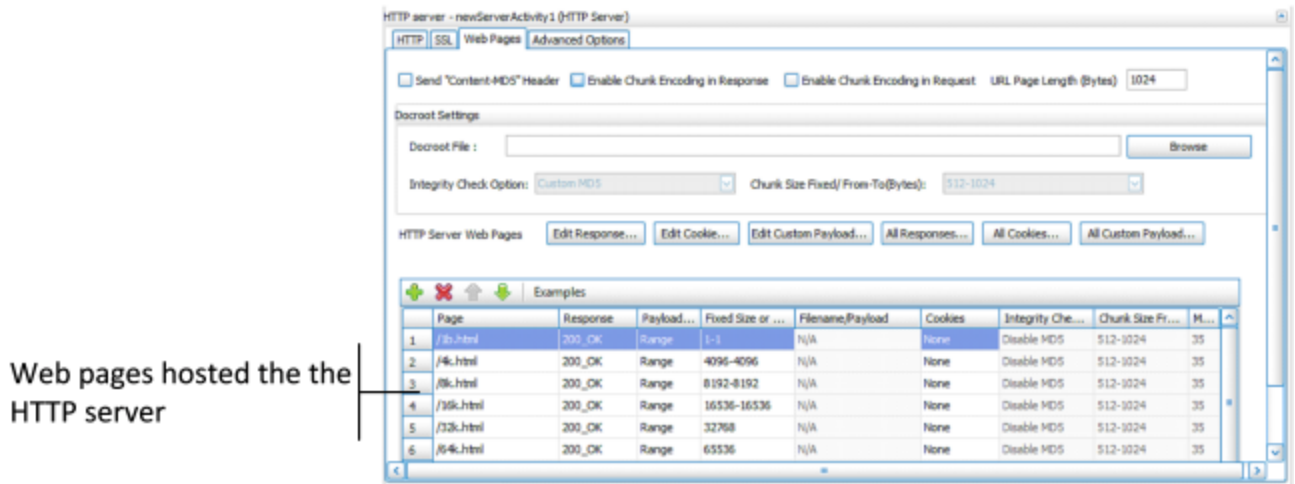 HTTP server - newServerActivity1 (HTTP Server)
HTTP SSL Web Pages Advanced Options
Send "Content-MD5" Header Enable Chunk Encoding in Response Enable Chunk Encoding in Request URL Page Length (Bytes) 1024
Docroot Settings
Docroot File : Browse
Integrity Check Option: Custom MD5 Chunk Size Fixed/ From-To(Bytes): 512-1024
HTTP Server Web Pages Edit Response... Edit Cookie... Edit Custom Payload... All Responses... All Cookies... All Custom Payload...
Examples
Page Response Payload... Fixed Size or ... Filename/Payload Cookies Integrity Che... Chunk Size Fr... M...
1 /1b.html 200_OK Range 1-1 N/A None Disable MD5 512-1024 35
2 /4k.html 200_OK Range 4096-4096 N/A None Disable MD5 512-1024 35
3 /8k.html 200_OK Range 8192-8192 N/A None Disable MD5 512-1024 35
4 /16k.html 200_OK Range 16536-16536 N/A None Disable MD5 512-1024 35
5 /32k.html 200_OK Range 32768 N/A None Disable MD5 512-1024 35
6 /64k.html 200_OK Range 65536 N/A None Disable MD5 512-1024 35
Web pages hosted the the
HTTP server